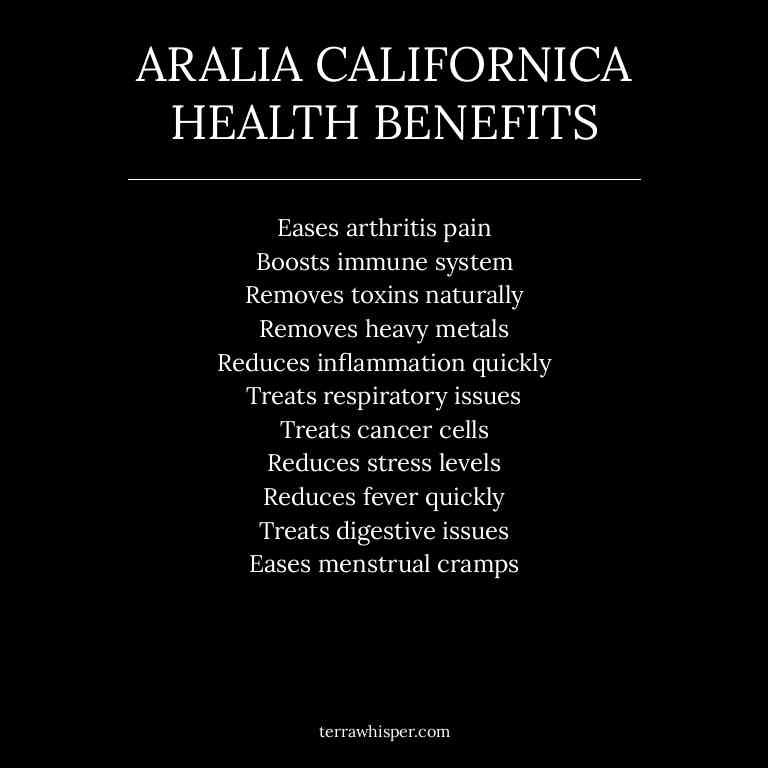 ARALIA CALIFORNICA
HEALTH BENEFITS
Eases arthritis pain
Boosts immune system
Removes toxins naturally
Removes heavy metals
Reduces inflammation quickly
Treats respiratory issues
Treats cancer cells
Reduces stress levels
Reduces fever quickly
Treats digestive issues
Eases menstrual cramps
terrawhisper.com